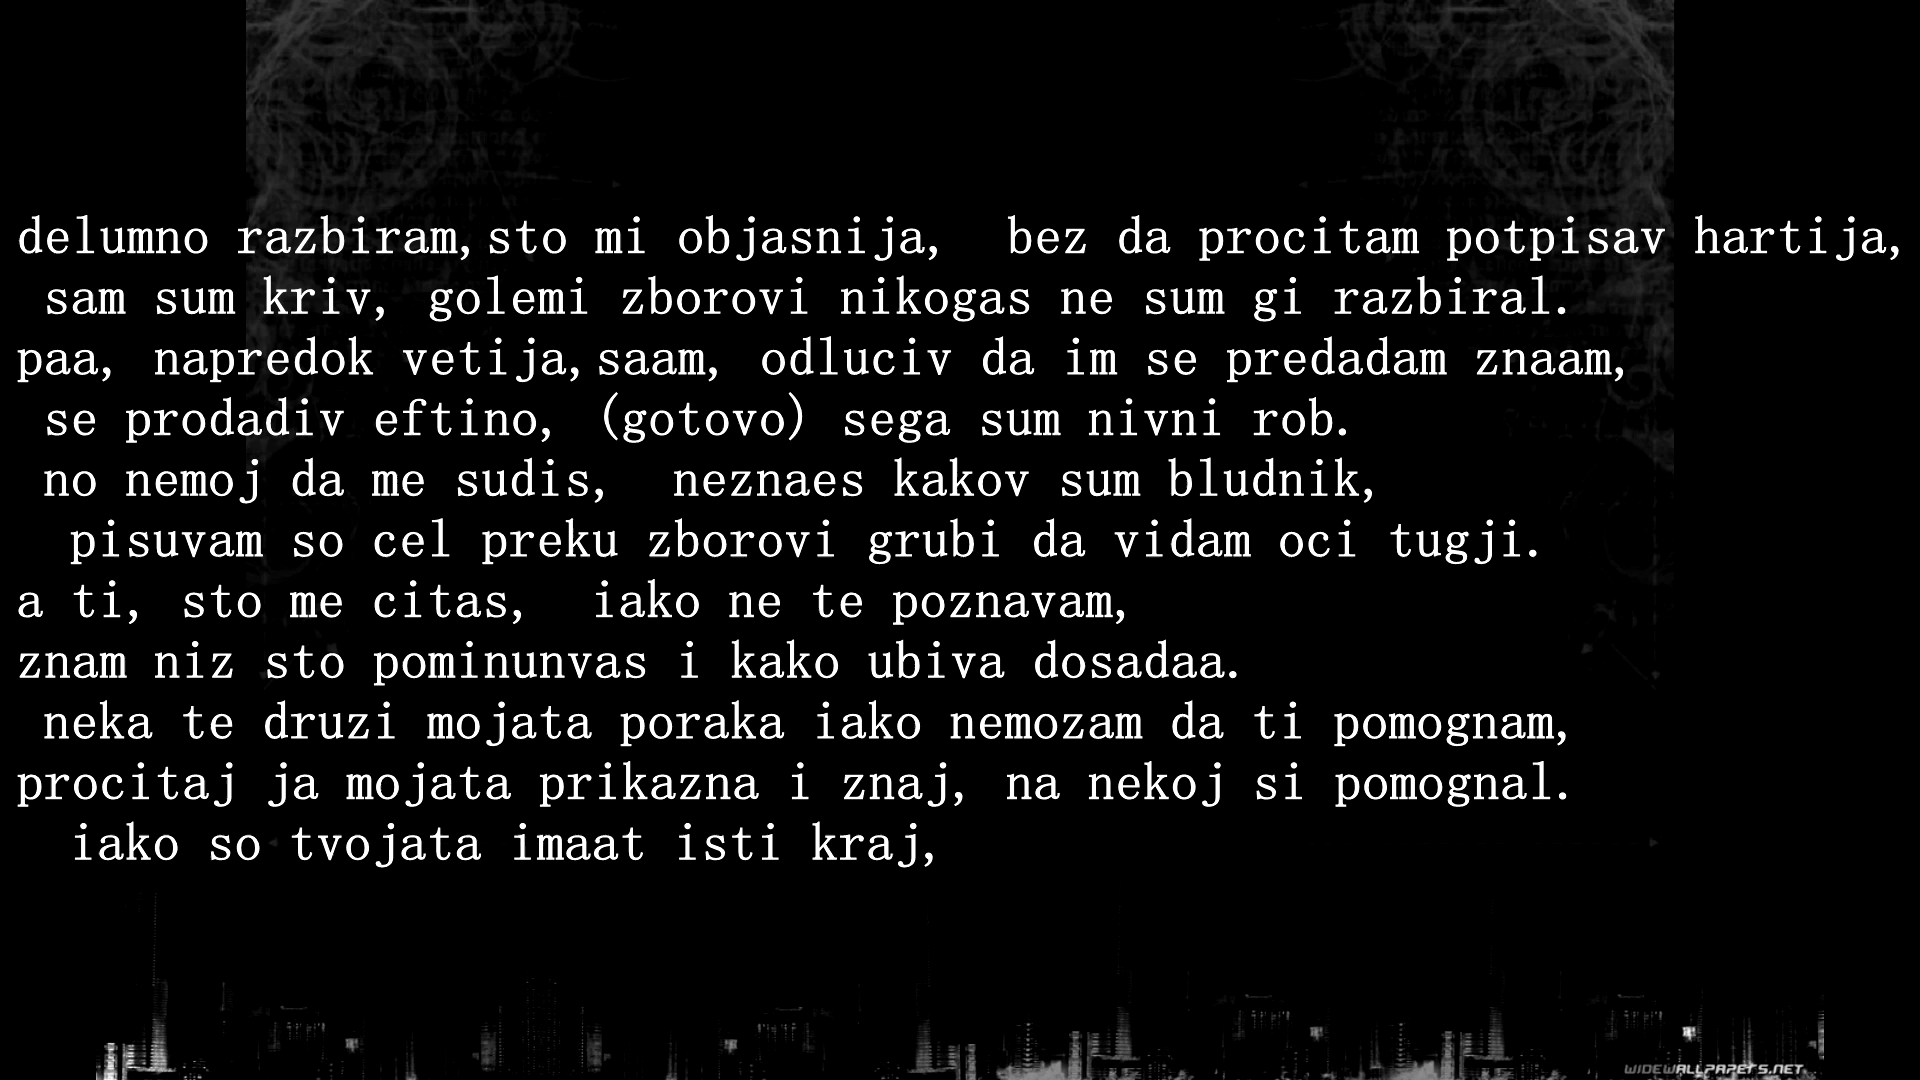 delumno razbiram,sto mi objasnija, bez da procitam potpisav hartija,
sam sum kriv, golemi zborovi nikogas ne sum gi razbiral.
paa, napredok vetija,saam, odluciv da im se predadam znaam,
se prodadiv eftino, (gotovo) sega sum nivni rob.
no nemoj da me sudis, neznaes kakov sum bludnik,
pisuvam so cel preku zborovi grubi da vidam oci tugji.
a ti, sto me citas, iako ne te poznavam,
znam niz sto pominunvas i kako ubiva dosadaa.
neka te druzi mojata poraka iako nemozam da ti pomognam,
procitaj ja mojata prikazna i znaj, na nekoj si pomognal.
iako so tvojata imaat isti kraj,
WIDEWALLPAPERS.NET